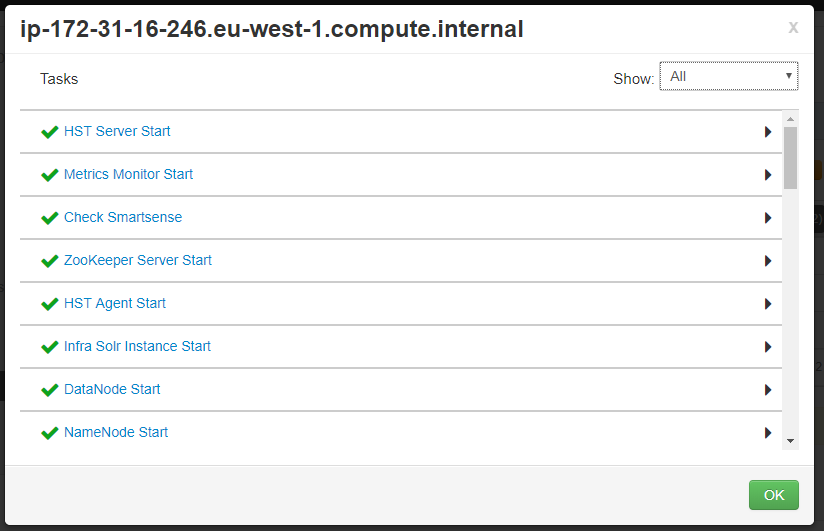 ip-172-31-16-246.eu-west-1.compute.internal
x
Tasks
Show: All
HST Server Start
Metrics Monitor Start
Check Smartsense
ZooKeeper Server Start
HST Agent Start
Infra Solr Instance Start
DataNode Start
NameNode Start
OK